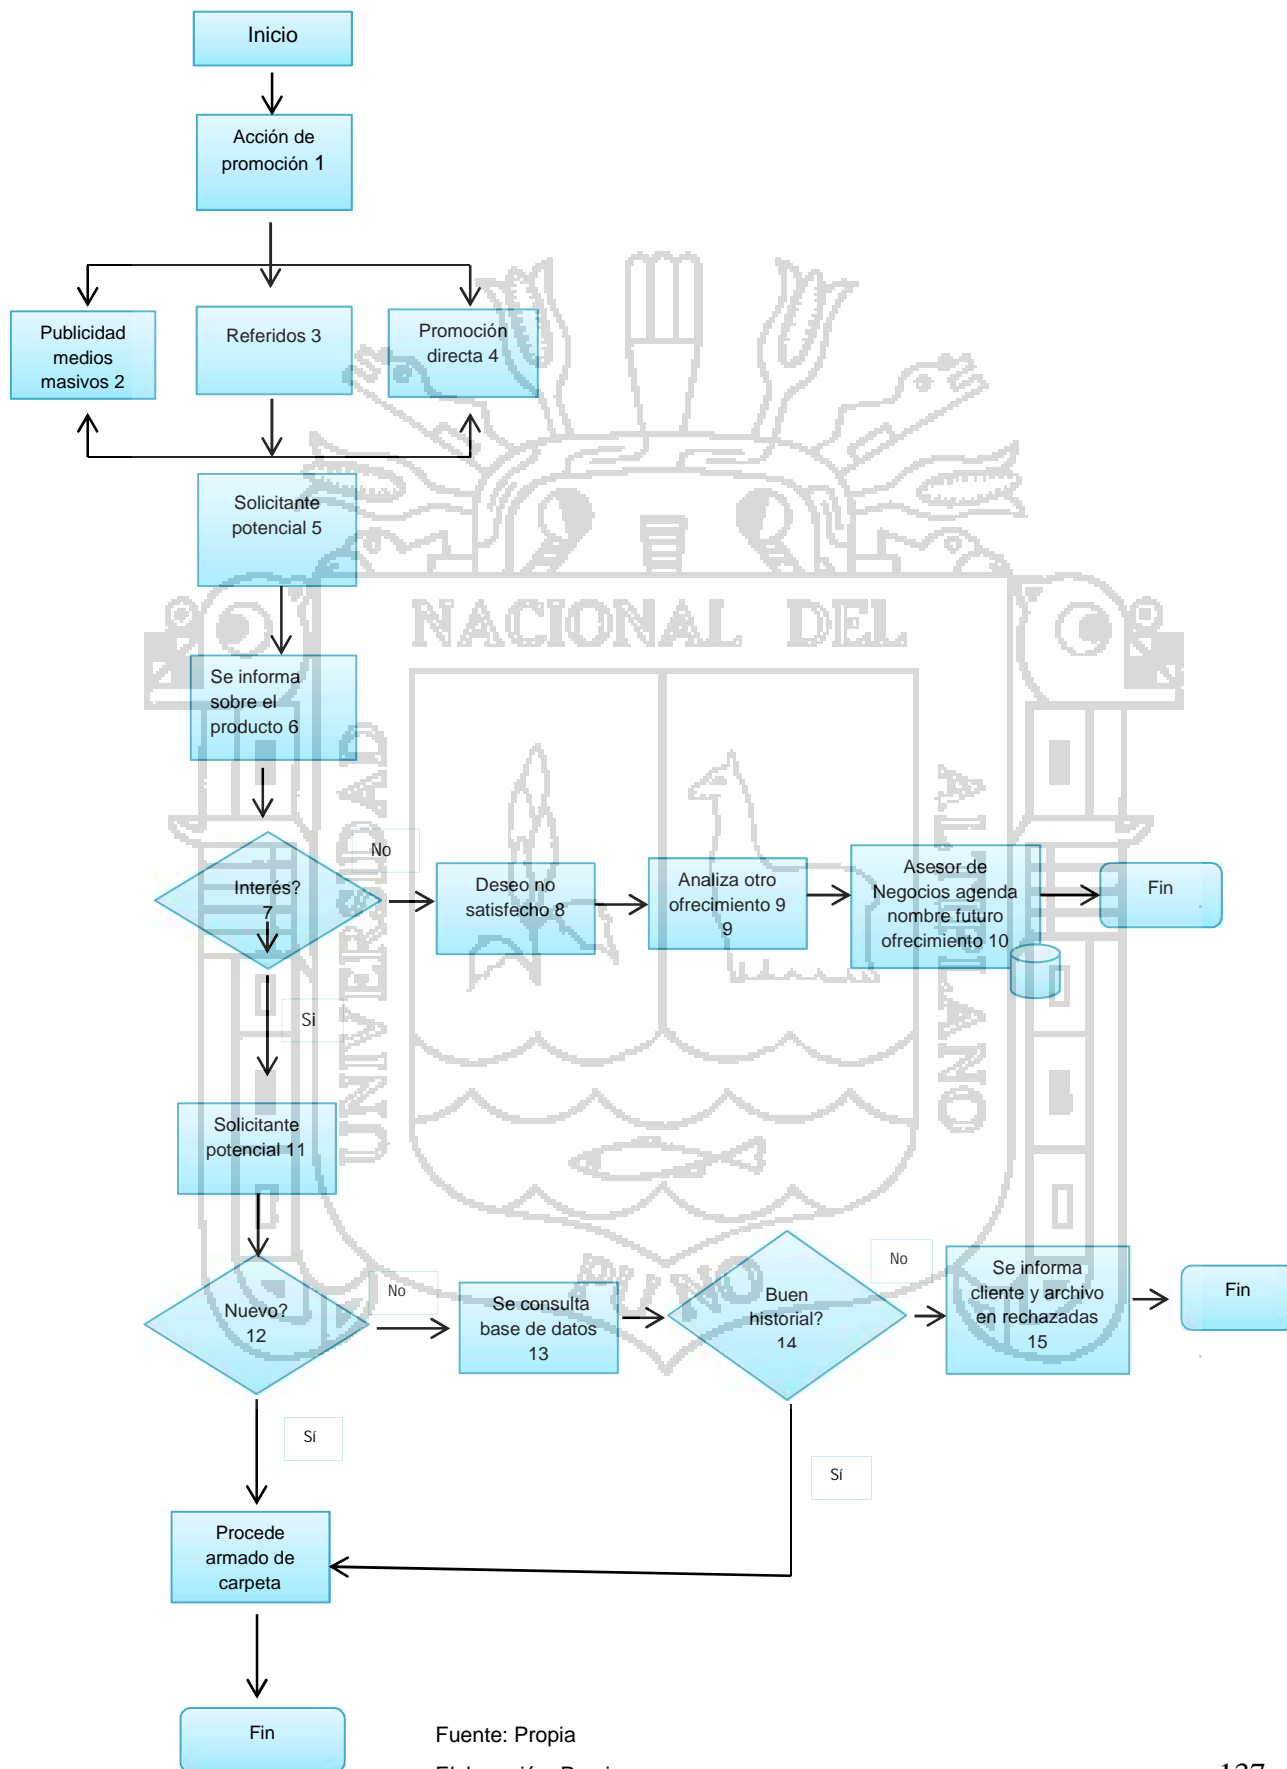 Inicio
Acción de
promoción 1
Publicidad
medios
masivos 2
Referidos 3
Promoción
directa 4
Solicitante
potencial 5
NACIONAL DEL
Se informa
sobre el
producto 6
UNIVERSIDAD
ALTIPLANO
Interés?
7
No
Deseo no
satisfecho 8
Analiza otro
ofrecimiento 9
9
Asesor de
Negocios agenda
nombre futuro
ofrecimiento 10
Fin
Si
Solicitante
potencial 11
PUNO
Nuevo?
12
No
Se consulta
base de datos
13
Buen
historial?
14
No
Se informa
cliente y archivo
en rechazadas
15
Fin
Sí
Sí
Procede
armado de
carpeta
Fin
Fuente: Propia